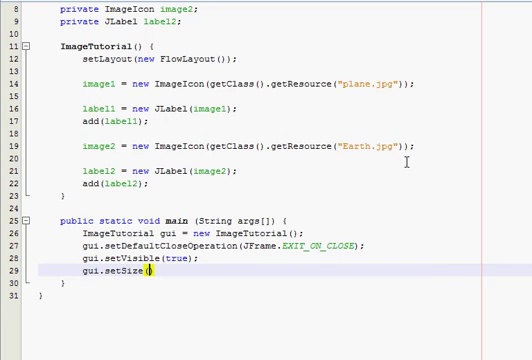 8 private ImageIcon image2;
9 private JLabel label2;
10
11 ImageTutorial() {
12 setLayout(new FlowLayout());
13
14 image1 = new ImageIcon(getClass().getResource("plane.jpg"));
15
16 label1 = new JLabel(image1);
17 add(label1);
18
19 image2 = new ImageIcon(getClass().getResource("Earth.jpg"));
20
21 label2 = new JLabel(image2);
22 add(label2);
23 }
24
25 public static void main (String args[]) {
26 ImageTutorial gui = new ImageTutorial();
27 gui.setDefaultCloseOperation(JFrame.EXIT_ON_CLOSE);
28 gui.setVisible(true);
29 gui.setSize()
30 }
31 }